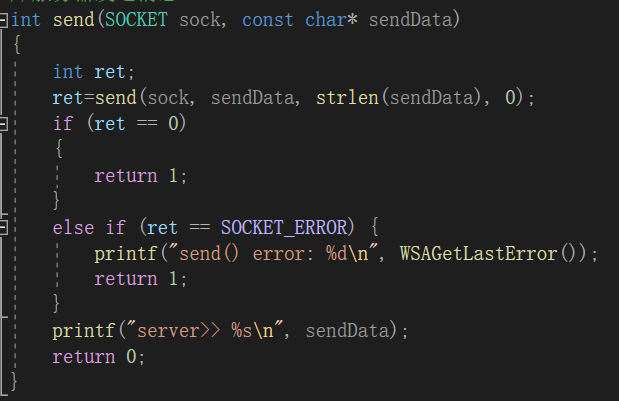 int send(SOCKET sock, const char* sendData)
{
    int ret;
    ret=send(sock, sendData, strlen(sendData), 0);
    if (ret == 0)
    {
        return 1;
    }
    else if (ret == SOCKET_ERROR) {
        printf("send() error: %d\n", WSAGetLastError());
        return 1;
    }
    printf("server>> %s\n", sendData);
    return 0;
}